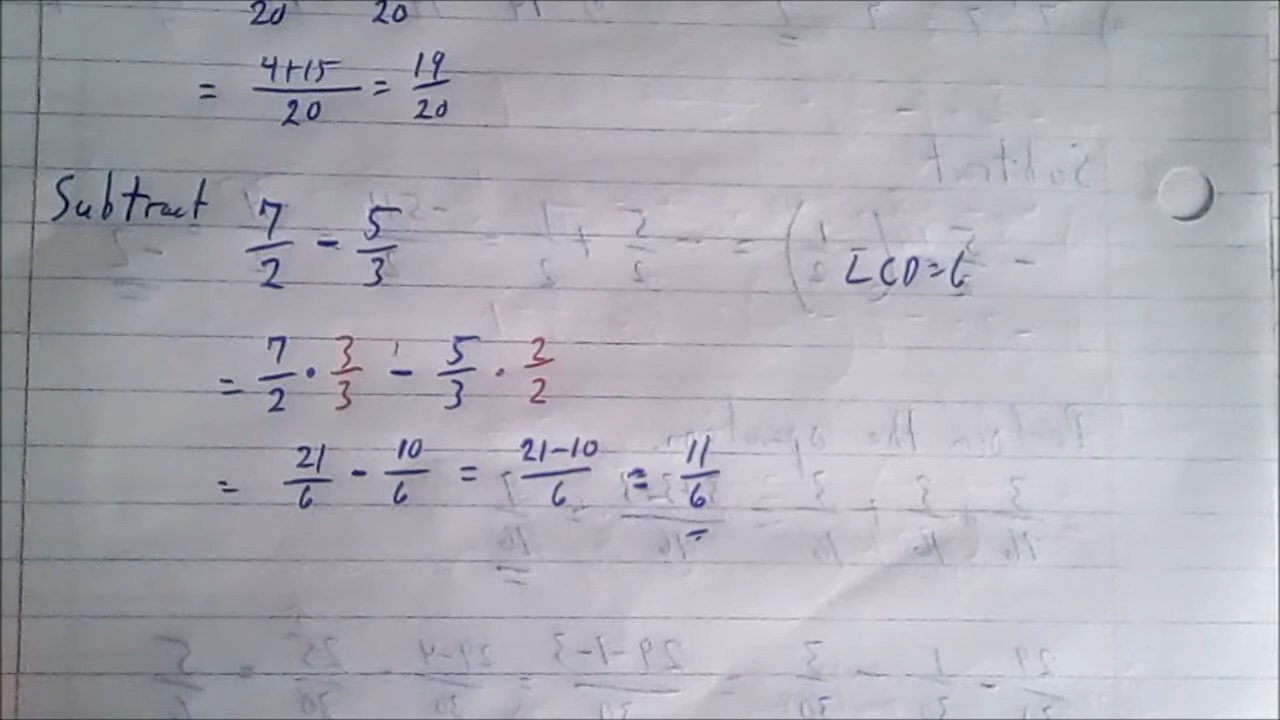 20 20
= 4+15/20 = 19/20
Subtract 7/2 - 5/3 LCD=6
= 7/2 · 3/3 - 5/3 · 2/2
= 21/6 - 10/6 = 21-10/6 = 11/6